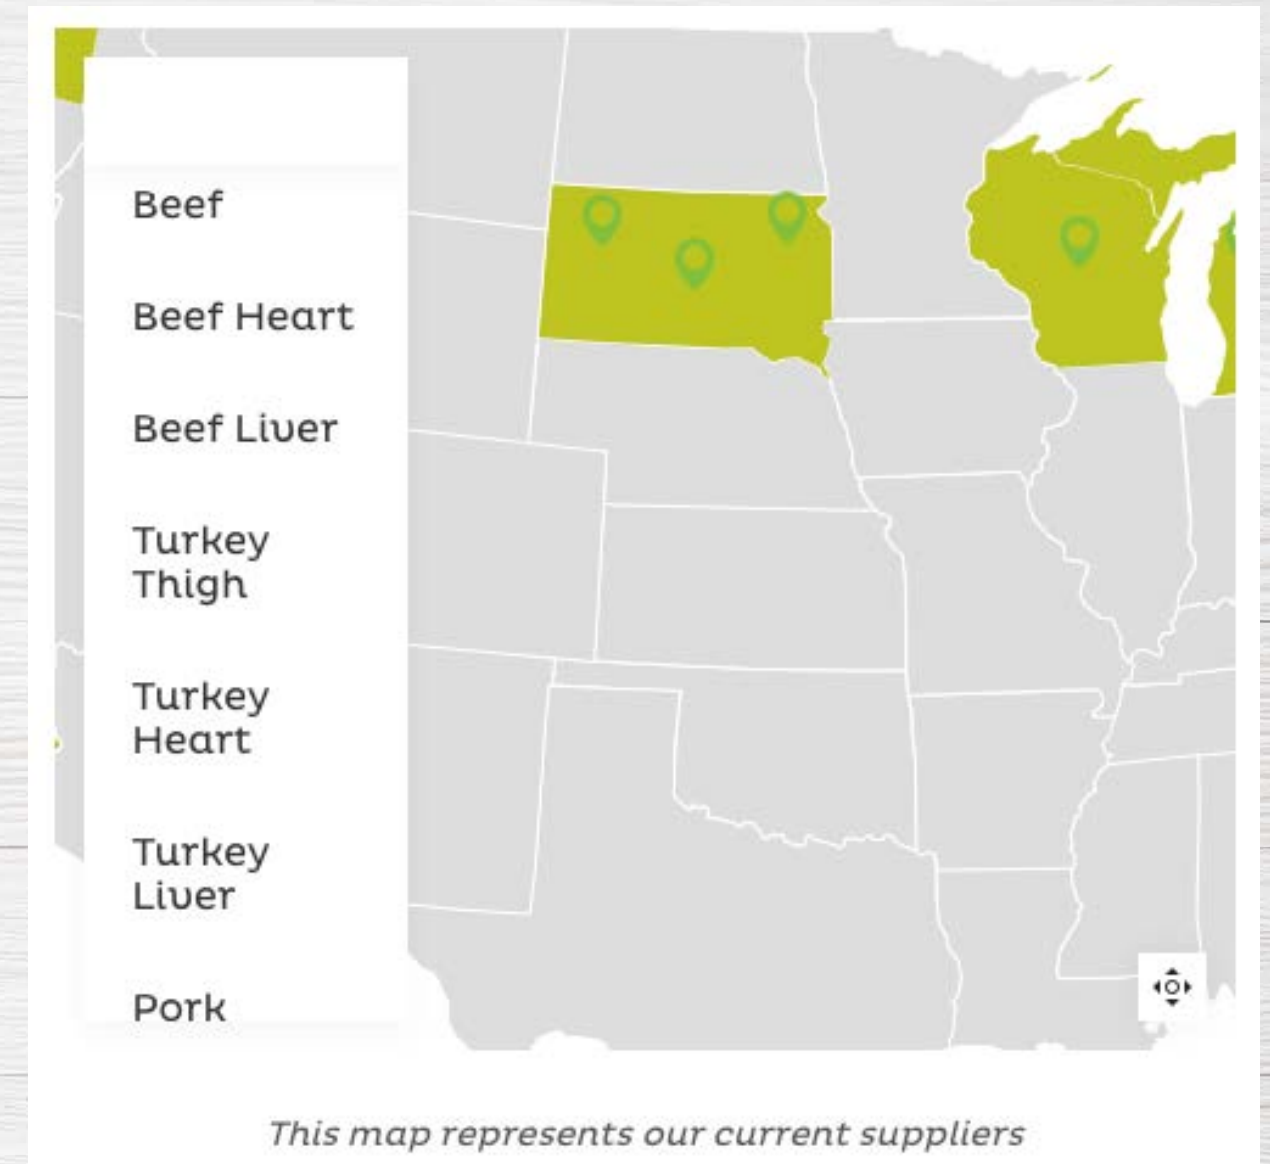 Beef
Beef Heart
Beef Liver
Turkey
Thigh
Turkey
Heart
Turkey
Liver
Pork
This map represents our current suppliers